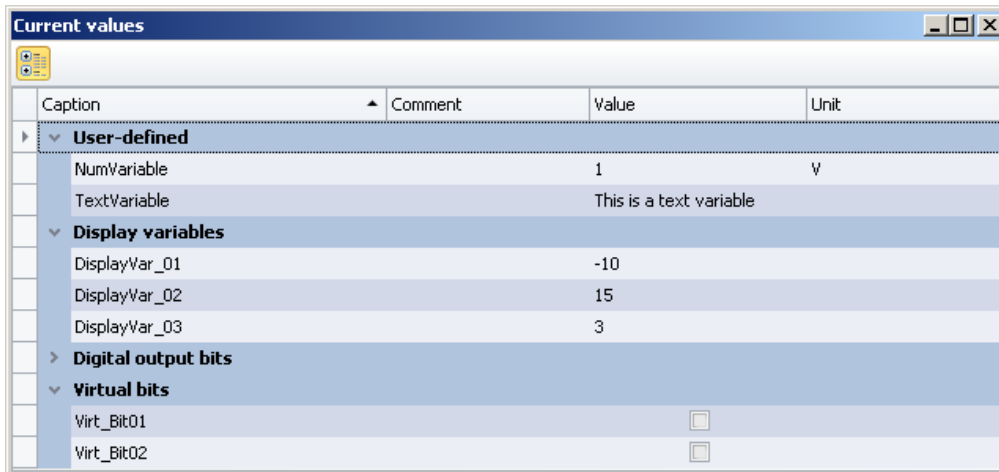 Current values
Caption Comment Value Unit
User-defined
NumVariable 1 V
TextVariable This is a text variable
Display variables
DisplayVar_01 -10
DisplayVar_02 15
DisplayVar_03 3
Digital output bits
Virtual bits
Virt_Bit01
Virt_Bit02